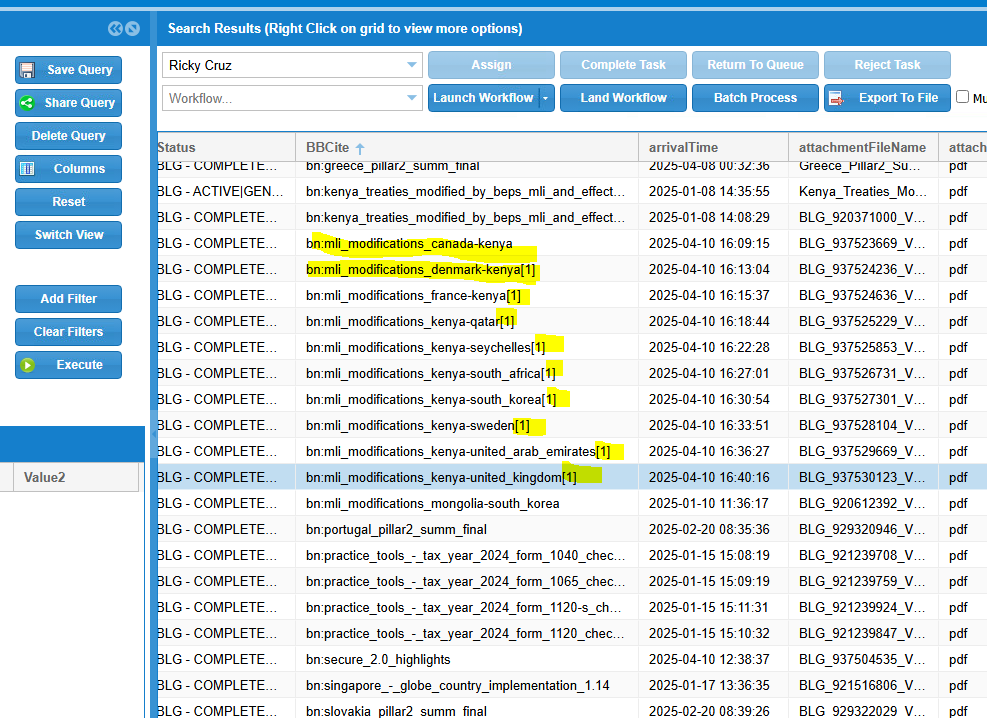 Search Results (Right Click on grid to view more options)
Save Query
Share Query
Delete Query
Columns
Reset
Switch View
Add Filter
Clear Filters
Execute
Value2
Ricky Cruz
Assign
Complete Task
Return To Queue
Reject Task
Workflow...
Launch Workflow
Land Workflow
Batch Process
Export To File
Mu
Status BBCite arrivalTime attachmentFileName attach
BLG - COMPLETE... bn:greece_pillar2_summ_final 2025-04-08 00:32:36 Greece_Pillar2_Su... pdf
BLG - ACTIVE|GEN... bn:kenya_treaties_modified_by_beps_mli_and_effect... 2025-01-08 14:35:55 Kenya_Treaties_Mo... pdf
BLG - COMPLETE... bn:kenya_treaties_modified_by_beps_mli_and_effect... 2025-01-08 14:08:29 BLG_920371000_V... pdf
BLG - COMPLETE... bn:mli_modifications_canada-kenya 2025-04-10 16:09:15 BLG_937523669_V... pdf
BLG - COMPLETE... bn:mli_modifications_denmark-kenya[1] 2025-04-10 16:13:04 BLG_937524236_V... pdf
BLG - COMPLETE... bn:mli_modifications_france-kenya[1] 2025-04-10 16:15:37 BLG_937524636_V... pdf
BLG - COMPLETE... bn:mli_modifications_kenya-qatar[1] 2025-04-10 16:18:44 BLG_937525229_V... pdf
BLG - COMPLETE... bn:mli_modifications_kenya-seychelles[1] 2025-04-10 16:22:28 BLG_937525853_V... pdf
BLG - COMPLETE... bn:mli_modifications_kenya-south_africa[1] 2025-04-10 16:27:01 BLG_937526731_V... pdf
BLG - COMPLETE... bn:mli_modifications_kenya-south_korea[1] 2025-04-10 16:30:54 BLG_937527301_V... pdf
BLG - COMPLETE... bn:mli_modifications_kenya-sweden[1] 2025-04-10 16:33:51 BLG_937528104_V... pdf
BLG - COMPLETE... bn:mli_modifications_kenya-united_arab_emirates[1] 2025-04-10 16:36:27 BLG_937529669_V... pdf
BLG - COMPLETE... bn:mli_modifications_kenya-united_kingdom[1] 2025-04-10 16:40:16 BLG_937530123_V... pdf
BLG - COMPLETE... bn:mli_modifications_mongolia-south_korea 2025-01-10 11:36:17 BLG_920612392_V... pdf
BLG - COMPLETE... bn:portugal_pillar2_summ_final 2025-02-20 08:35:36 BLG_929320946_V... pdf
BLG - COMPLETE... bn:practice_tools_-_tax_year_2024_form_1040_chec... 2025-01-15 15:08:19 BLG_921239708_V... pdf
BLG - COMPLETE... bn:practice_tools_-_tax_year_2024_form_1065_chec... 2025-01-15 15:09:19 BLG_921239759_V... pdf
BLG - COMPLETE... bn:practice_tools_-_tax_year_2024_form_1120-s_ch... 2025-01-15 15:11:31 BLG_921239924_V... pdf
BLG - COMPLETE... bn:practice_tools_-_tax_year_2024_form_1120_chec... 2025-01-15 15:10:32 BLG_921239847_V... pdf
BLG - COMPLETE... bn:secure_2.0_highlights 2025-04-10 12:38:37 BLG_937504535_V... pdf
BLG - COMPLETE... bn:singapore_-_globe_country_implementation_1.14 2025-01-17 13:36:35 BLG_921516806_V... pdf
BLG - COMPLETE... bn:slovakia_pillar2_summ_final 2025-02-20 08:39:26 BLG_929322029_V... pdf